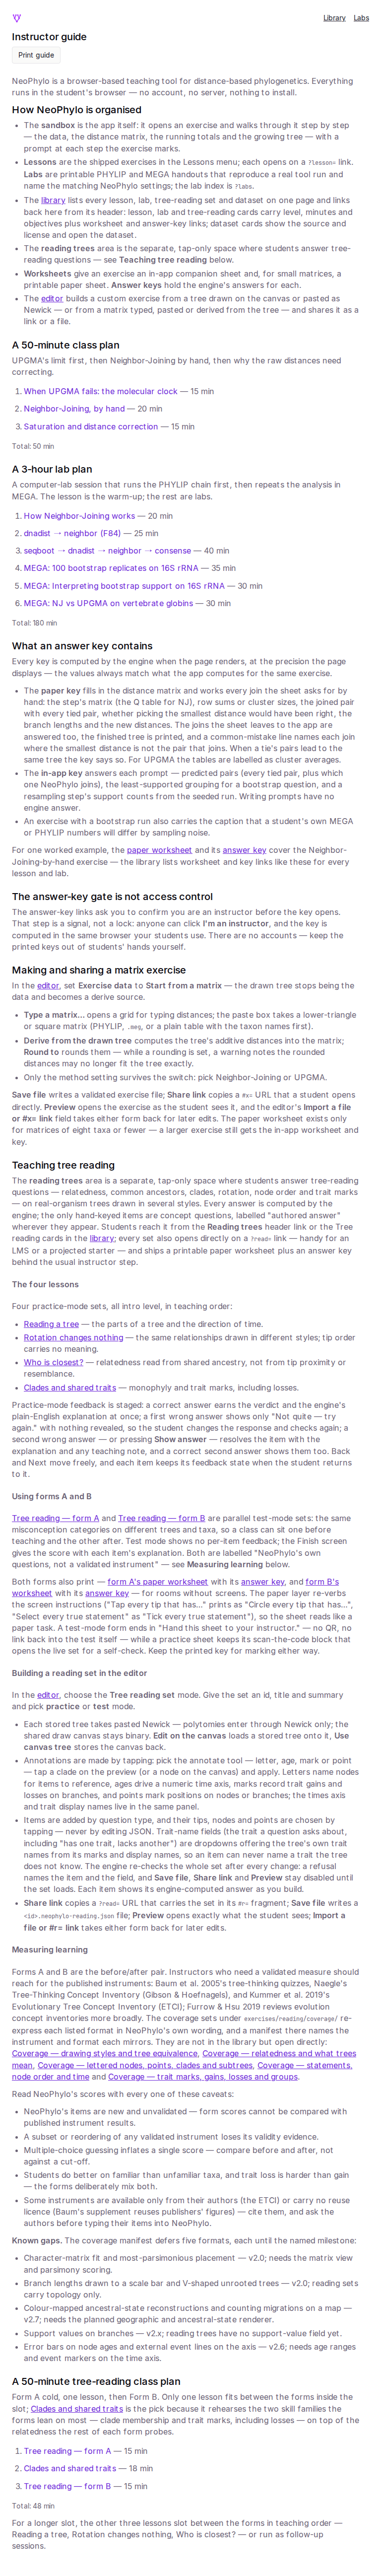 Library Labs
Instructor guide
Print guide
NeoPhylo is a browser-based teaching tool for distance-based phylogenetics. Everything
runs in the student's browser — no account, no server, nothing to install.
How NeoPhylo is organised
• The sandbox is the app itself: it opens an exercise and walks through it step by step
— the data, the distance matrix, the running totals and the growing tree — with a
prompt at each step the exercise marks.
• Lessons are the shipped exercises in the Lessons menu; each opens on a ?lesson= link.
Labs are printable PHYLIP and MEGA handouts that reproduce a real tool run and
name the matching NeoPhylo settings; the lab index is ?labs.
• The library lists every lesson, lab, tree-reading set and dataset on one page and links
back here from its header: lesson, lab and tree-reading cards carry level, minutes and
objectives plus worksheet and answer-key links; dataset cards show the source and
license and open the dataset.
• The reading trees area is the separate, tap-only space where students answer tree-
reading questions — see Teaching tree reading below.
• Worksheets give an exercise an in-app companion sheet and, for small matrices, a
printable paper sheet. Answer keys hold the engine's answers for each.
• The editor builds a custom exercise from a tree drawn on the canvas or pasted as
Newick — or from a matrix typed, pasted or derived from the tree — and shares it as a
link or a file.
A 50-minute class plan
UPGMA's limit first, then Neighbor-Joining by hand, then why the raw distances need
correcting.
1. When UPGMA fails: the molecular clock — 15 min
2. Neighbor-Joining, by hand — 20 min
3. Saturation and distance correction — 15 min
Total: 50 min
A 3-hour lab plan
A computer-lab session that runs the PHYLIP chain first, then repeats the analysis in
MEGA. The lesson is the warm-up; the rest are labs.
1. How Neighbor-Joining works — 20 min
2. dnadist → neighbor (F84) — 25 min
3. seqboot → dnadist → neighbor → consense — 40 min
4. MEGA: 100 bootstrap replicates on 16S rRNA — 35 min
5. MEGA: Interpreting bootstrap support on 16S rRNA — 30 min
6. MEGA: NJ vs UPGMA on vertebrate globins — 30 min
Total: 180 min
What an answer key contains
Every key is computed by the engine when the page renders, at the precision the page
displays — the values always match what the app computes for the same exercise.
• The paper key fills in the distance matrix and works every join the sheet asks for by
hand: the step's matrix (the Q table for NJ), row sums or cluster sizes, the joined pair
with every tied pair, whether picking the smallest distance would have been right, the
branch lengths and the new distances. The joins the sheet leaves to the app are
answered too, the finished tree is printed, and a common-mistake line names each join
where the smallest distance is not the pair that joins. When a tie's pairs lead to the
same tree the key says so. For UPGMA the tables are labelled as cluster averages.
• The in-app key answers each prompt — predicted pairs (every tied pair, plus which
one NeoPhylo joins), the least-supported grouping for a bootstrap question, and a
resampling step's support counts from the seeded run. Writing prompts have no
engine answer.
• An exercise with a bootstrap run also carries the caption that a student's own MEGA
or PHYLIP numbers will differ by sampling noise.
For one worked example, the paper worksheet and its answer key cover the Neighbor-
Joining-by-hand exercise — the library lists worksheet and key links like these for every
lesson and lab.
The answer-key gate is not access control
The answer-key links ask you to confirm you are an instructor before the key opens.
That step is a signal, not a lock: anyone can click I'm an instructor, and the key is
computed in the same browser your students use. There are no accounts — keep the
printed keys out of students' hands yourself.
Making and sharing a matrix exercise
In the editor, set Exercise data to Start from a matrix — the drawn tree stops being the
data and becomes a derive source.
• Type a matrix… opens a grid for typing distances; the paste box takes a lower-triangle
or square matrix (PHYLIP, .meg, or a plain table with the taxon names first).
• Derive from the drawn tree computes the tree's additive distances into the matrix;
Round to rounds them — while a rounding is set, a warning notes the rounded
distances may no longer fit the tree exactly.
• Only the method setting survives the switch: pick Neighbor-Joining or UPGMA.
Save file writes a validated exercise file; Share link copies a #x= URL that a student opens
directly. Preview opens the exercise as the student sees it, and the editor's Import a file
or #x= link field takes either form back for later edits. The paper worksheet exists only
for matrices of eight taxa or fewer — a larger exercise still gets the in-app worksheet and
key.
Teaching tree reading
The reading trees area is a separate, tap-only space where students answer tree-reading
questions — relatedness, common ancestors, clades, rotation, node order and trait marks
— on real-organism trees drawn in several styles. Every answer is computed by the
engine; the only hand-keyed items are concept questions, labelled "authored answer"
wherever they appear. Students reach it from the Reading trees header link or the Tree
reading cards in the library; every set also opens directly on a ?read= link — handy for an
LMS or a projected starter — and ships a printable paper worksheet plus an answer key
behind the usual instructor step.
The four lessons
Four practice-mode sets, all intro level, in teaching order:
• Reading a tree — the parts of a tree and the direction of time.
• Rotation changes nothing — the same relationships drawn in different styles; tip order
carries no meaning.
• Who is closest? — relatedness read from shared ancestry, not from tip proximity or
resemblance.
• Clades and shared traits — monophyly and trait marks, including losses.
Practice-mode feedback is staged: a correct answer earns the verdict and the engine's
plain-English explanation at once; a first wrong answer shows only "Not quite — try
again." with nothing revealed, so the student changes the response and checks again; a
second wrong answer — or pressing Show answer — resolves the item with the
explanation and any teaching note, and a correct second answer shows them too. Back
and Next move freely, and each item keeps its feedback state when the student returns
to it.
Using forms A and B
Tree reading — form A and Tree reading — form B are parallel test-mode sets: the same
misconception categories on different trees and taxa, so a class can sit one before
teaching and the other after. Test mode shows no per-item feedback; the Finish screen
gives the score with each item's explanation. Both are labelled "NeoPhylo's own
questions, not a validated instrument" — see Measuring learning below.
Both forms also print — form A's paper worksheet with its answer key, and form B's
worksheet with its answer key — for rooms without screens. The paper layer re-verbs
the screen instructions ("Tap every tip that has…" prints as "Circle every tip that has…",
"Select every true statement" as "Tick every true statement"), so the sheet reads like a
paper task. A test-mode form ends in "Hand this sheet to your instructor." — no QR, no
link back into the test itself — while a practice sheet keeps its scan-the-code block that
opens the live set for a self-check. Keep the printed key for marking either way.
Building a reading set in the editor
In the editor, choose the Tree reading set mode. Give the set an id, title and summary
and pick practice or test mode.
• Each stored tree takes pasted Newick — polytomies enter through Newick only; the
shared draw canvas stays binary. Edit on the canvas loads a stored tree onto it, Use
canvas tree stores the canvas back.
• Annotations are made by tapping: pick the annotate tool — letter, age, mark or point
— tap a clade on the preview (or a node on the canvas) and apply. Letters name nodes
for items to reference, ages drive a numeric time axis, marks record trait gains and
losses on branches, and points mark positions on nodes or branches; the times axis
and trait display names live in the same panel.
• Items are added by question type, and their tips, nodes and points are chosen by
tapping — never by editing JSON. Trait-name fields (the trait a question asks about,
including "has one trait, lacks another") are dropdowns offering the tree's own trait
names from its marks and display names, so an item can never name a trait the tree
does not know. The engine re-checks the whole set after every change: a refusal
names the item and the field, and Save file, Share link and Preview stay disabled until
the set loads. Each item shows its engine-computed answer as you build.
• Share link copies a ?read= URL that carries the set in its #r= fragment; Save file writes a
<id>.neophylo-reading.json file; Preview opens exactly what the student sees; Import a
file or #r= link takes either form back for later edits.
Measuring learning
Forms A and B are the before/after pair. Instructors who need a validated measure should
reach for the published instruments: Baum et al. 2005's tree-thinking quizzes, Naegle's
Tree-Thinking Concept Inventory (Gibson & Hoefnagels), and Kummer et al. 2019's
Evolutionary Tree Concept Inventory (ETCI); Furrow & Hsu 2019 reviews evolution
concept inventories more broadly. The coverage sets under exercises/reading/coverage/ re-
express each listed format in NeoPhylo's own wording, and a manifest there names the
instrument and format each mirrors. They are not in the library but open directly:
Coverage — drawing styles and tree equivalence, Coverage — relatedness and what trees
mean, Coverage — lettered nodes, points, clades and subtrees, Coverage — statements,
node order and time and Coverage — trait marks, gains, losses and groups.
Read NeoPhylo's scores with every one of these caveats:
• NeoPhylo's items are new and unvalidated — form scores cannot be compared with
published instrument results.
• A subset or reordering of any validated instrument loses its validity evidence.
• Multiple-choice guessing inflates a single score — compare before and after, not
against a cut-off.
• Students do better on familiar than unfamiliar taxa, and trait loss is harder than gain
— the forms deliberately mix both.
• Some instruments are available only from their authors (the ETCI) or carry no reuse
licence (Baum's supplement reuses publishers' figures) — cite them, and ask the
authors before typing their items into NeoPhylo.
Known gaps. The coverage manifest defers five formats, each until the named milestone:
• Character-matrix fit and most-parsimonious placement — v2.0; needs the matrix view
and parsimony scoring.
• Branch lengths drawn to a scale bar and V-shaped unrooted trees — v2.0; reading sets
carry topology only.
• Colour-mapped ancestral-state reconstructions and counting migrations on a map —
v2.7; needs the planned geographic and ancestral-state renderer.
• Support values on branches — v2.x; reading trees have no support-value field yet.
• Error bars on node ages and external event lines on the axis — v2.6; needs age ranges
and event markers on the time axis.
A 50-minute tree-reading class plan
Form A cold, one lesson, then Form B. Only one lesson fits between the forms inside the
slot; Clades and shared traits is the pick because it rehearses the two skill families the
forms lean on most — clade membership and trait marks, including losses — on top of the
relatedness the rest of each form probes.
1. Tree reading — form A — 15 min
2. Clades and shared traits — 18 min
3. Tree reading — form B — 15 min
Total: 48 min
For a longer slot, the other three lessons slot between the forms in teaching order —
Reading a tree, Rotation changes nothing, Who is closest? — or run as follow-up
sessions.